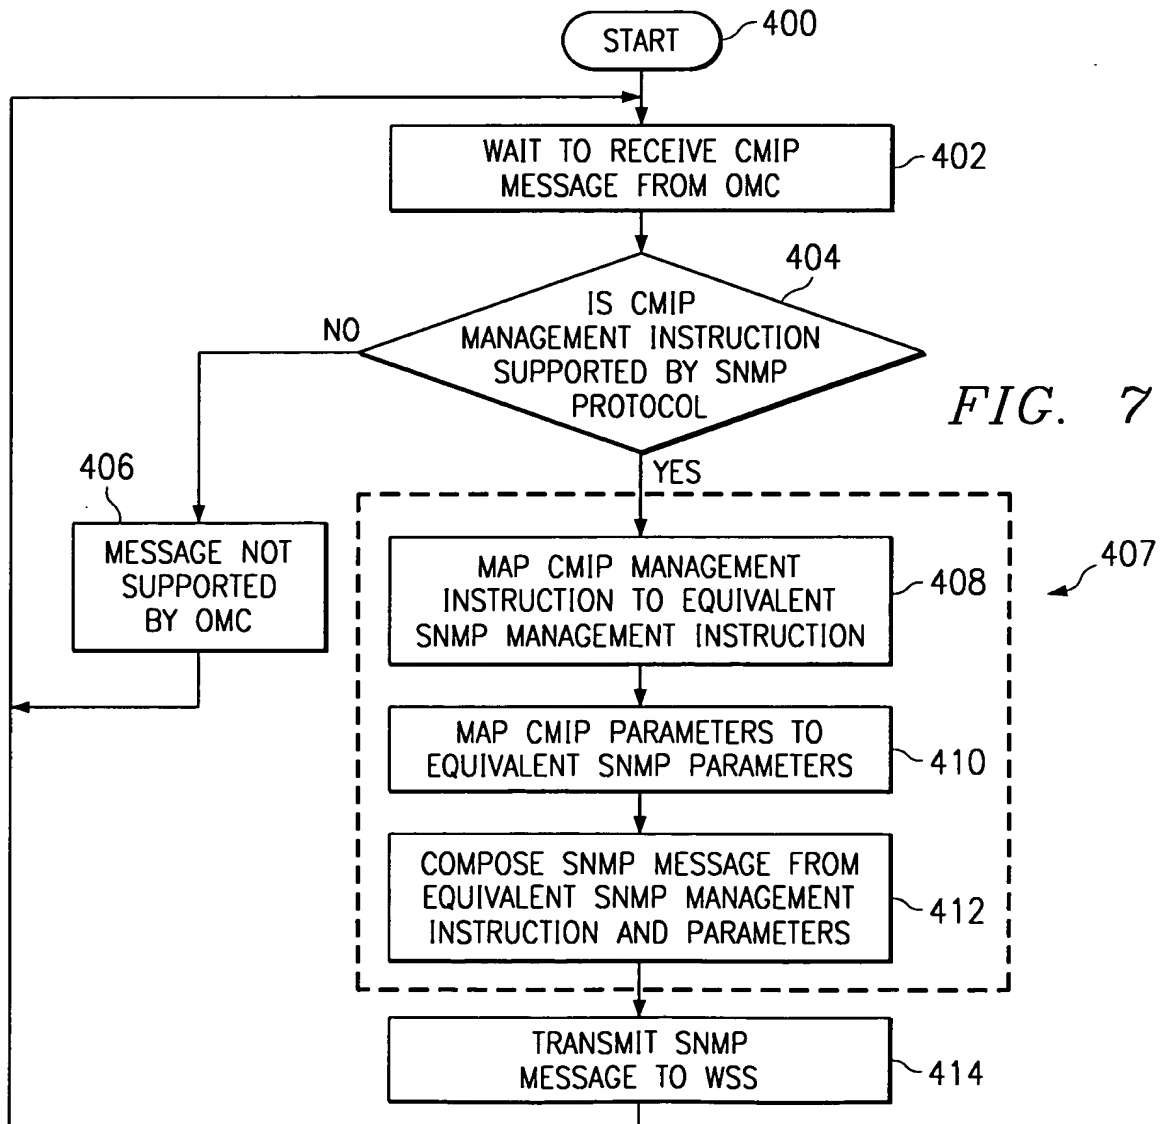 START
400
WAIT TO RECEIVE CMIP
MESSAGE FROM OMC
402
404
IS CMIP
MANAGEMENT INSTRUCTION
SUPPORTED BY SNMP
PROTOCOL
NO
FIG. 7
YES
406
MESSAGE NOT
SUPPORTED
BY OMC
407
MAP CMIP MANAGEMENT
INSTRUCTION TO EQUIVALENT
SNMP MANAGEMENT INSTRUCTION
408
MAP CMIP PARAMETERS TO
EQUIVALENT SNMP PARAMETERS
410
COMPOSE SNMP MESSAGE FROM
EQUIVALENT SNMP MANAGEMENT
INSTRUCTION AND PARAMETERS
412
TRANSMIT SNMP
MESSAGE TO WSS
414